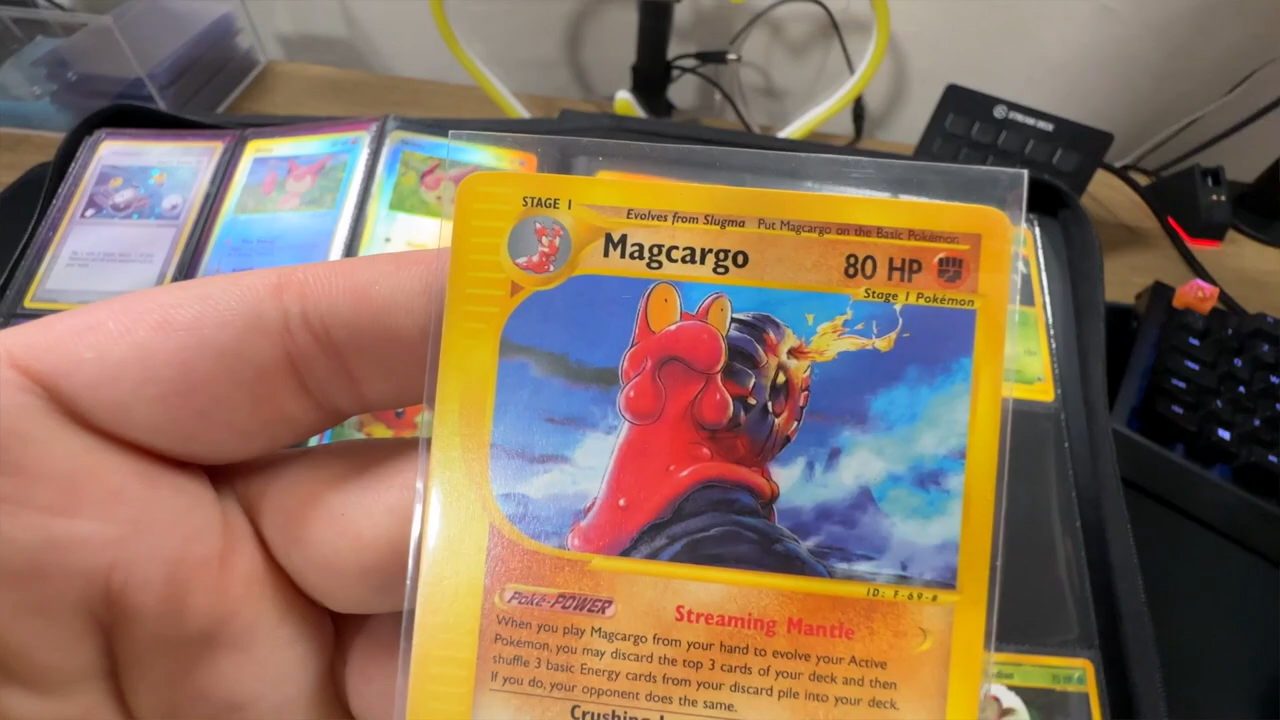 STREAM DECK
STAGE 1
Evolves from Slugma Put Magcargo on the Basic Pokémon
Magcargo
80 HP
Stage 1 Pokémon
ID: F-69-#
Poké-POWER
Streaming Mantle
When you play Magcargo from your hand to evolve your Active
Pokémon, you may discard the top 3 cards of your deck and then
shuffle 3 basic Energy cards from your discard pile into your deck.
If you do, your opponent does the same.
Crushing